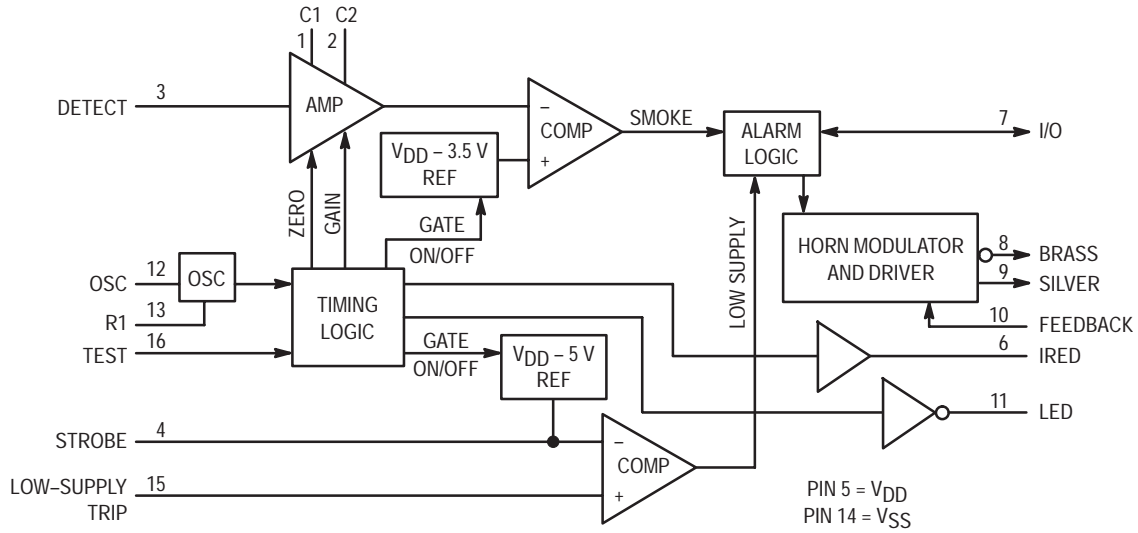 C1 C2
1 2
DETECT 3
AMP
–
COMP
+
SMOKE
ALARM
LOGIC
7 I/O
VDD – 3.5 V
REF
ZERO
GAIN
GATE
ON/OFF
LOW SUPPLY
HORN MODULATOR
AND DRIVER
8 BRASS
9 SILVER
10 FEEDBACK
OSC 12
OSC
R1 13
TEST 16
TIMING
LOGIC
GATE
ON/OFF
VDD – 5 V
REF
6 IRED
11 LED
STROBE 4
–
COMP
+
LOW–SUPPLY
TRIP
15
PIN 5 = VDD
PIN 14 = VSS